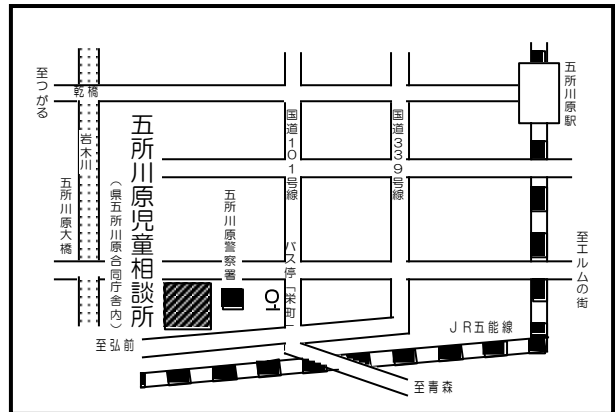 至つがる
乾橋
岩木川
五所川原大橋
五所川原児童相談所
（県五所川原合同庁舎内）
五所川原警察署
国道101号線
バス停「栄町」
国道339号線
五所川原駅
至エルムの街
JR五能線
至弘前
至青森